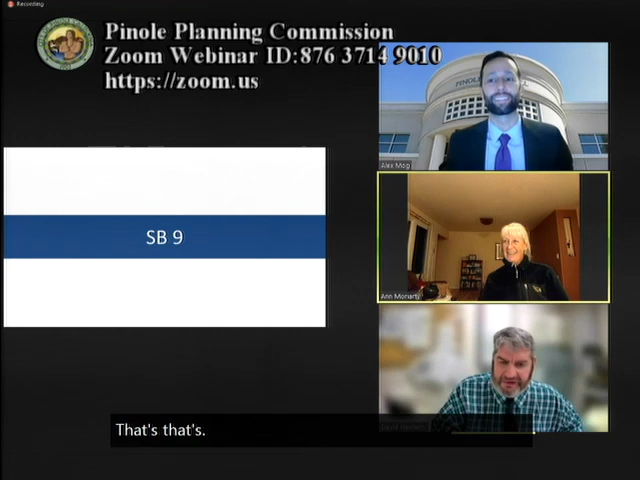 Recording
Pinole Planning Commission
Zoom Webinar ID:876 3714 9010
https://zoom.us
PINOLE
Alex Mog
SB 9
Ann Moriarty
That's that's.